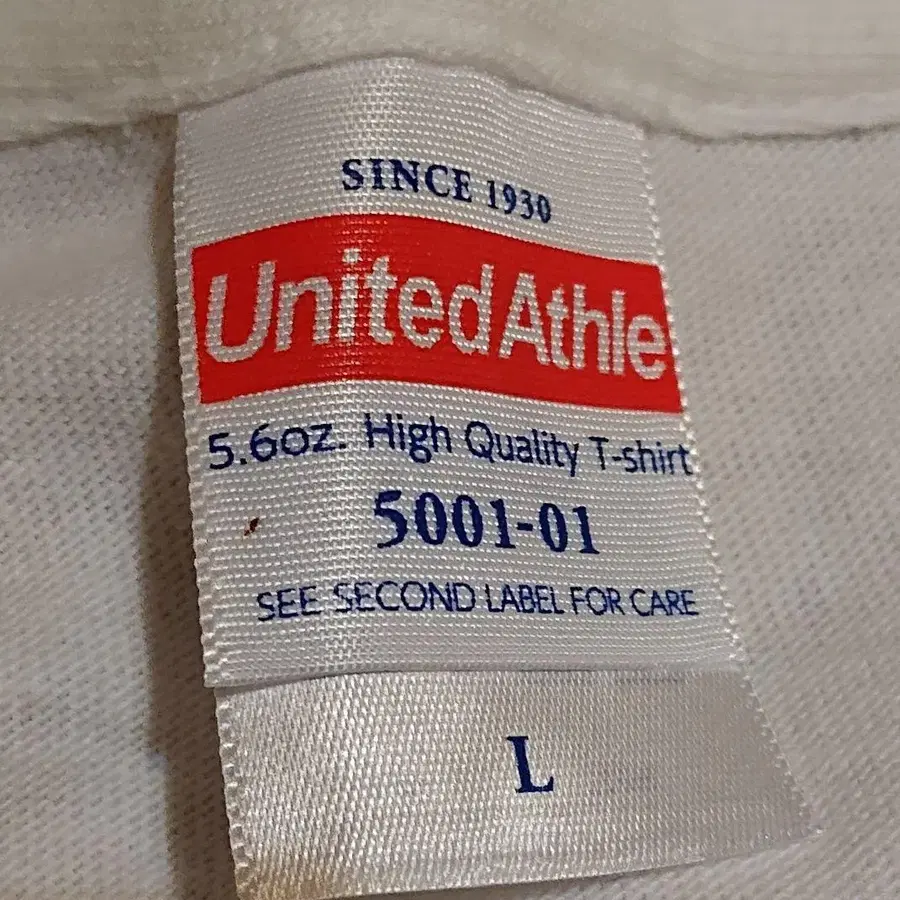 SINCE 1930
UnitedAthle
5.6oz. High Quality T-shirt
5001-01
SEE SECOND LABEL FOR CARE
L